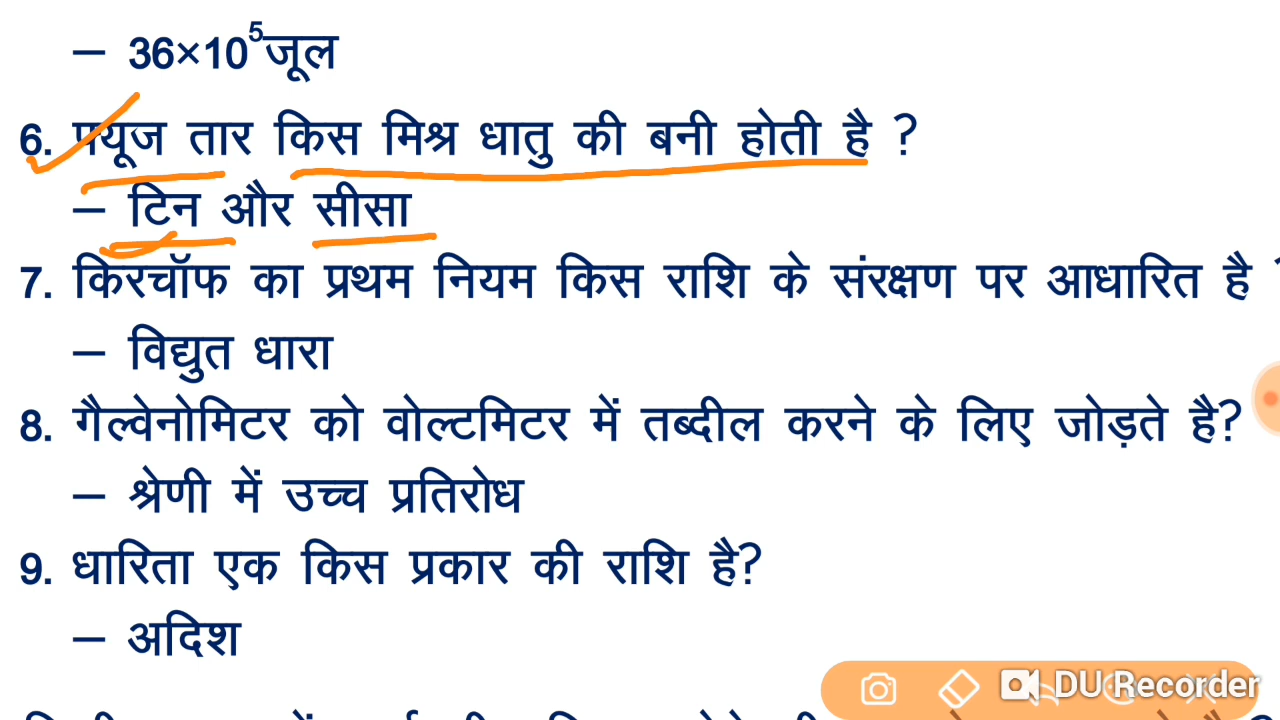 – 36×10⁵जूल
6. फ्यूज तार किस मिश्र धातु की बनी होती है ?
– टिन और सीसा
7. किरचॉफ का प्रथम नियम किस राशि के संरक्षण पर आधारित है ?
– विद्युत धारा
8. गैल्वेनोमिटर को वोल्टमिटर में तब्दील करने के लिए जोड़ते है?
– श्रेणी में उच्च प्रतिरोध
9. धारिता एक किस प्रकार की राशि है?
– अदिश
DU Recorder